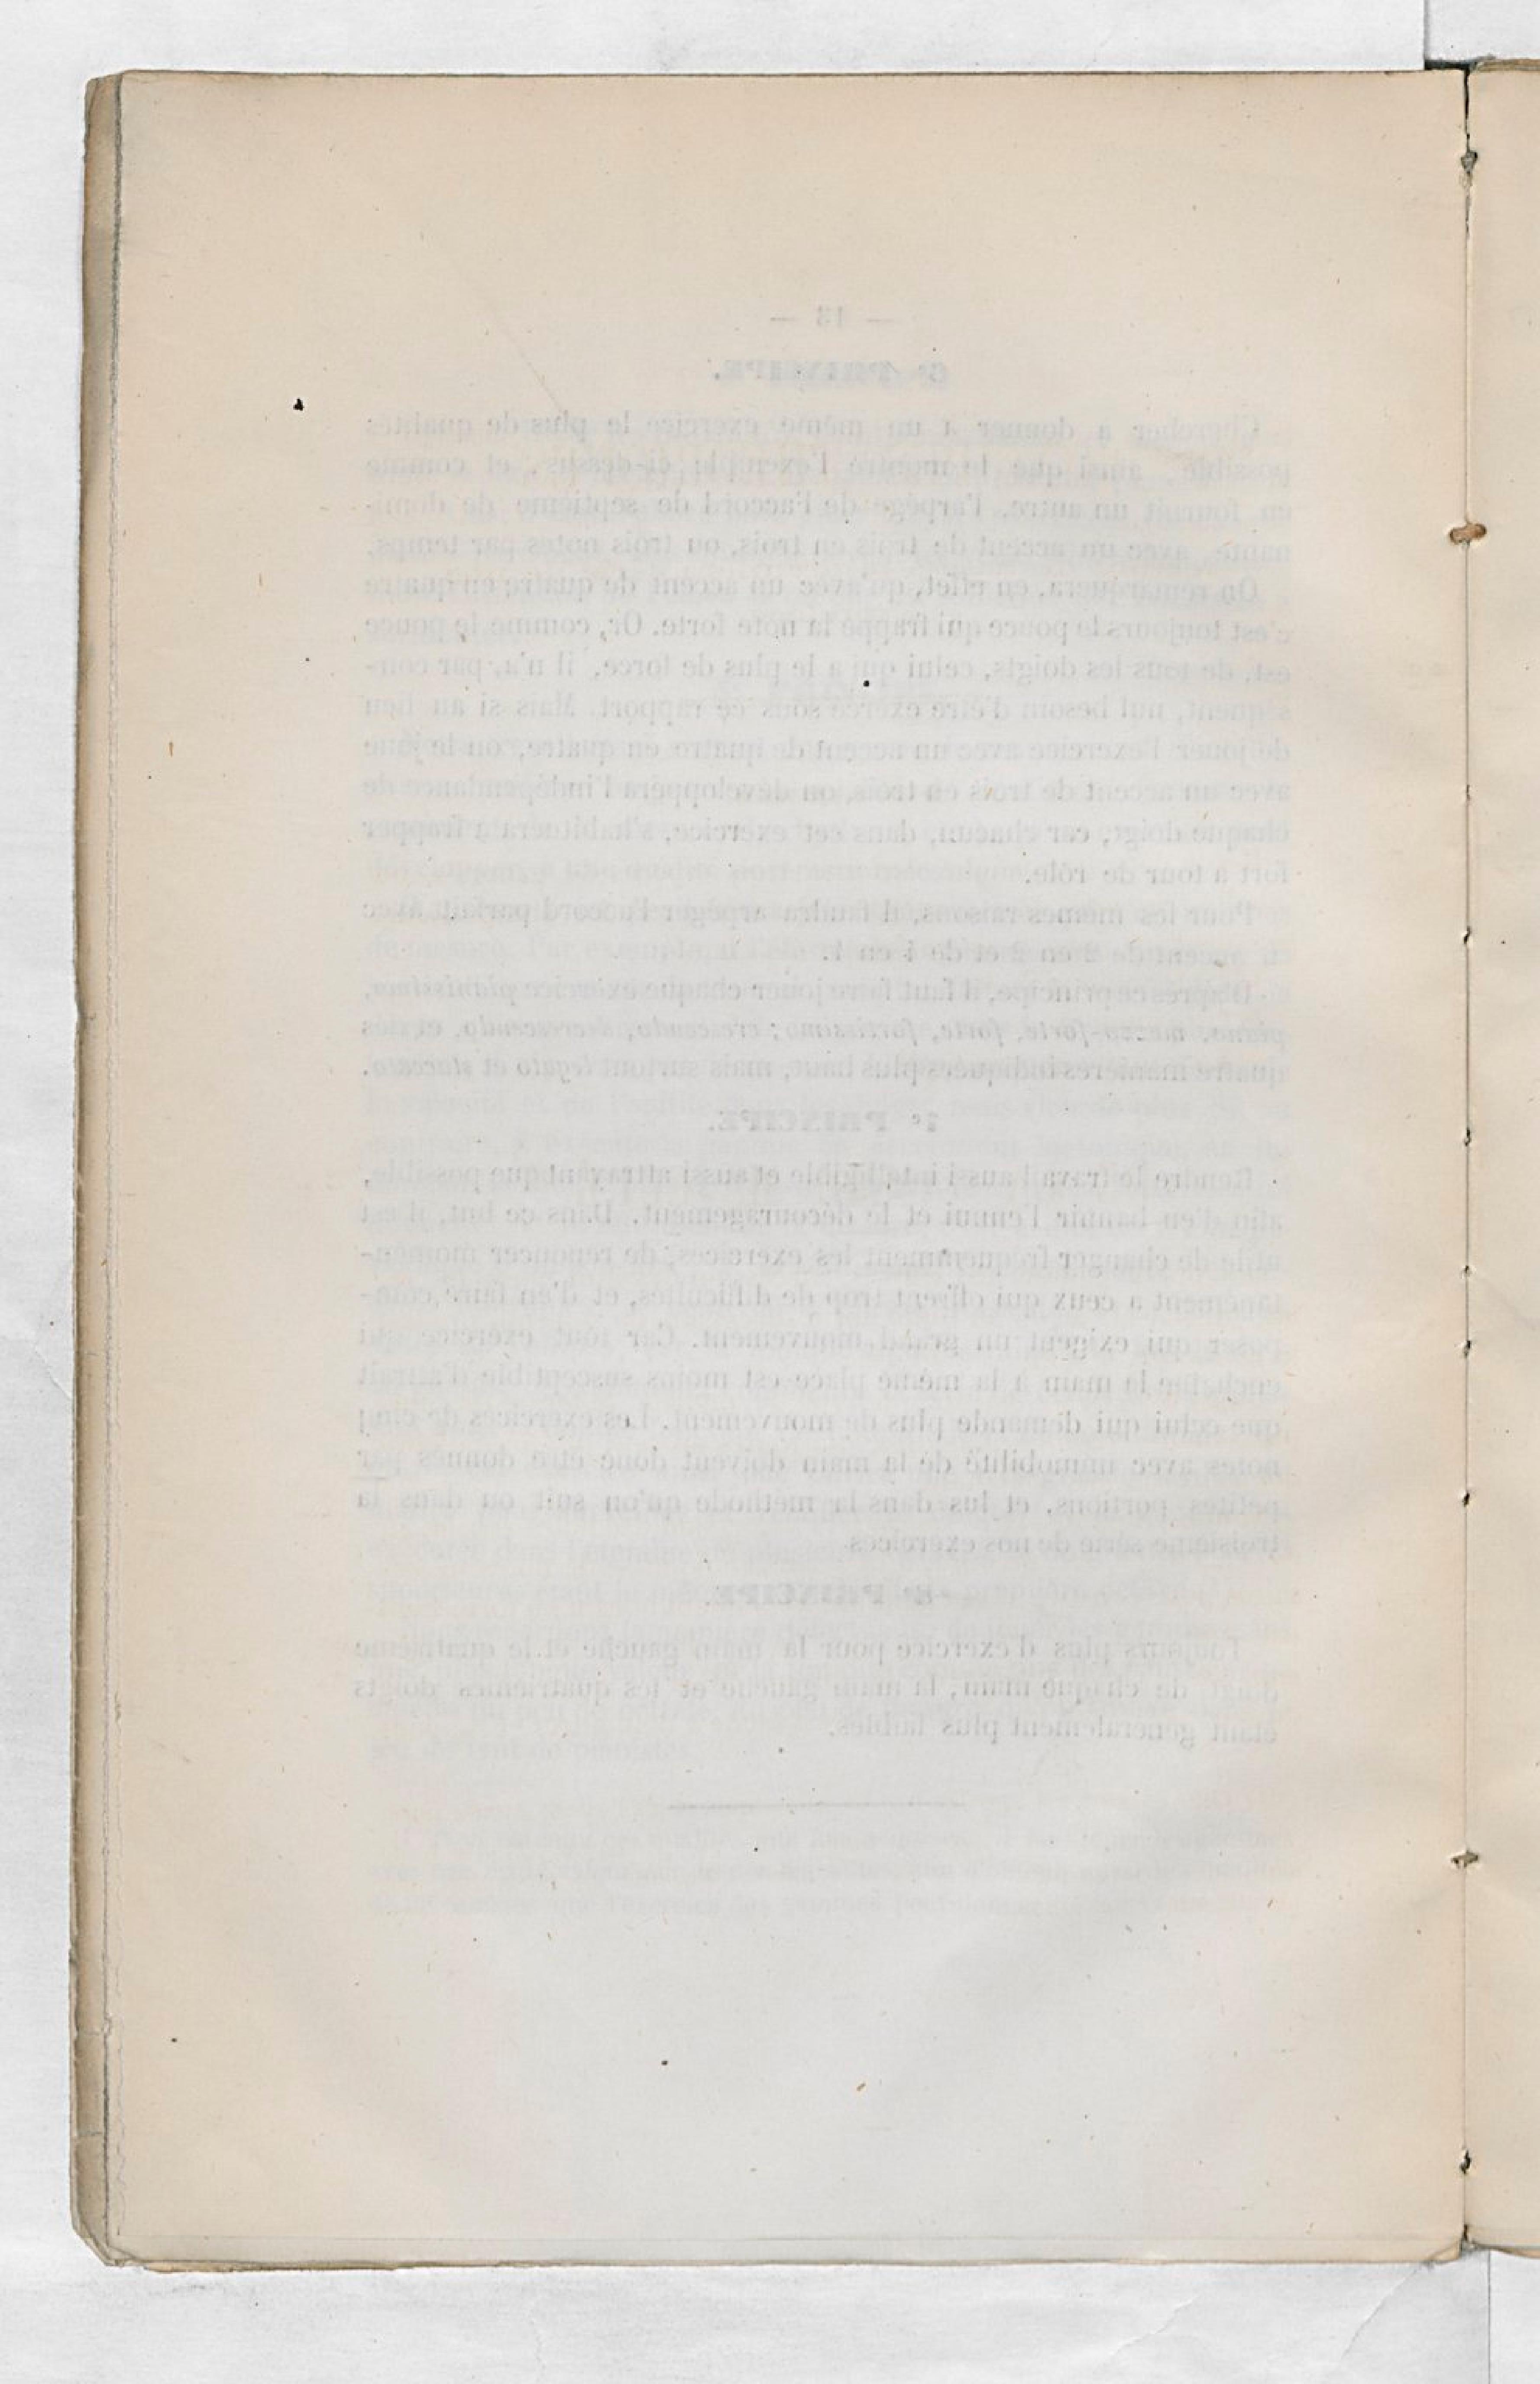 — 13 —
6e PRINCIPE.
Chercher à donner à un même exercice le plus de qualités
possible, ainsi que le montre l'exemple ci-dessus, et comme
en fournit un autre, l'arpège de l'accord de septième de domi-
nante, avec un accent de trois en trois, ou trois notes par temps.
On remarquera, en effet, qu'avec un accent de quatre en quatre
c'est toujours le pouce qui frappe la note forte. Or, comme le pouce
est, de tous les doigts, celui qui a le plus de force, il n'a, par con-
séquent, nul besoin d'être exercé sous ce rapport. Mais si au lieu
de jouer l'exercice avec un accent de quatre en quatre, on le joue
avec un accent de trois en trois, on développera l'indépendance de
chaque doigt; car chacun, dans cet exercice, s'habituera à frapper
fort à tour de rôle.
Pour les mêmes raisons, il faudra arpéger l'accord parfait avec
un accent de 2 en 2 et de 4 en 4.
D'après ce principe, il faut faire jouer chaque exercice pianissimo,
piano, mezzo-forte, forte, fortissimo; crescendo, decrescendo, et des
quatre manières indiquées plus haut, mais surtout legato et staccato.
7e PRINCIPE.
Rendre le travail aussi intelligible et aussi attrayant que possible,
afin d'en bannir l'ennui et le découragement. Dans ce but, il est
utile de changer fréquemment les exercices, de renoncer momen-
tanément à ceux qui offrent trop de difficultés, et d'en faire com-
poser qui exigent un grand mouvement. Car tout exercice qui
enchaîne la main à la même place est moins susceptible d'attrait
que celui qui demande plus de mouvement. Les exercices de cinq
notes avec immobilité de la main doivent donc être donnés par
petites portions, et lus dans la méthode qu'on suit ou dans la
troisième série de nos exercices.
8e PRINCIPE.
Toujours plus d'exercice pour la main gauche et le quatrième
doigt de chaque main, la main gauche et les quatrièmes doigts
étant généralement plus faibles.